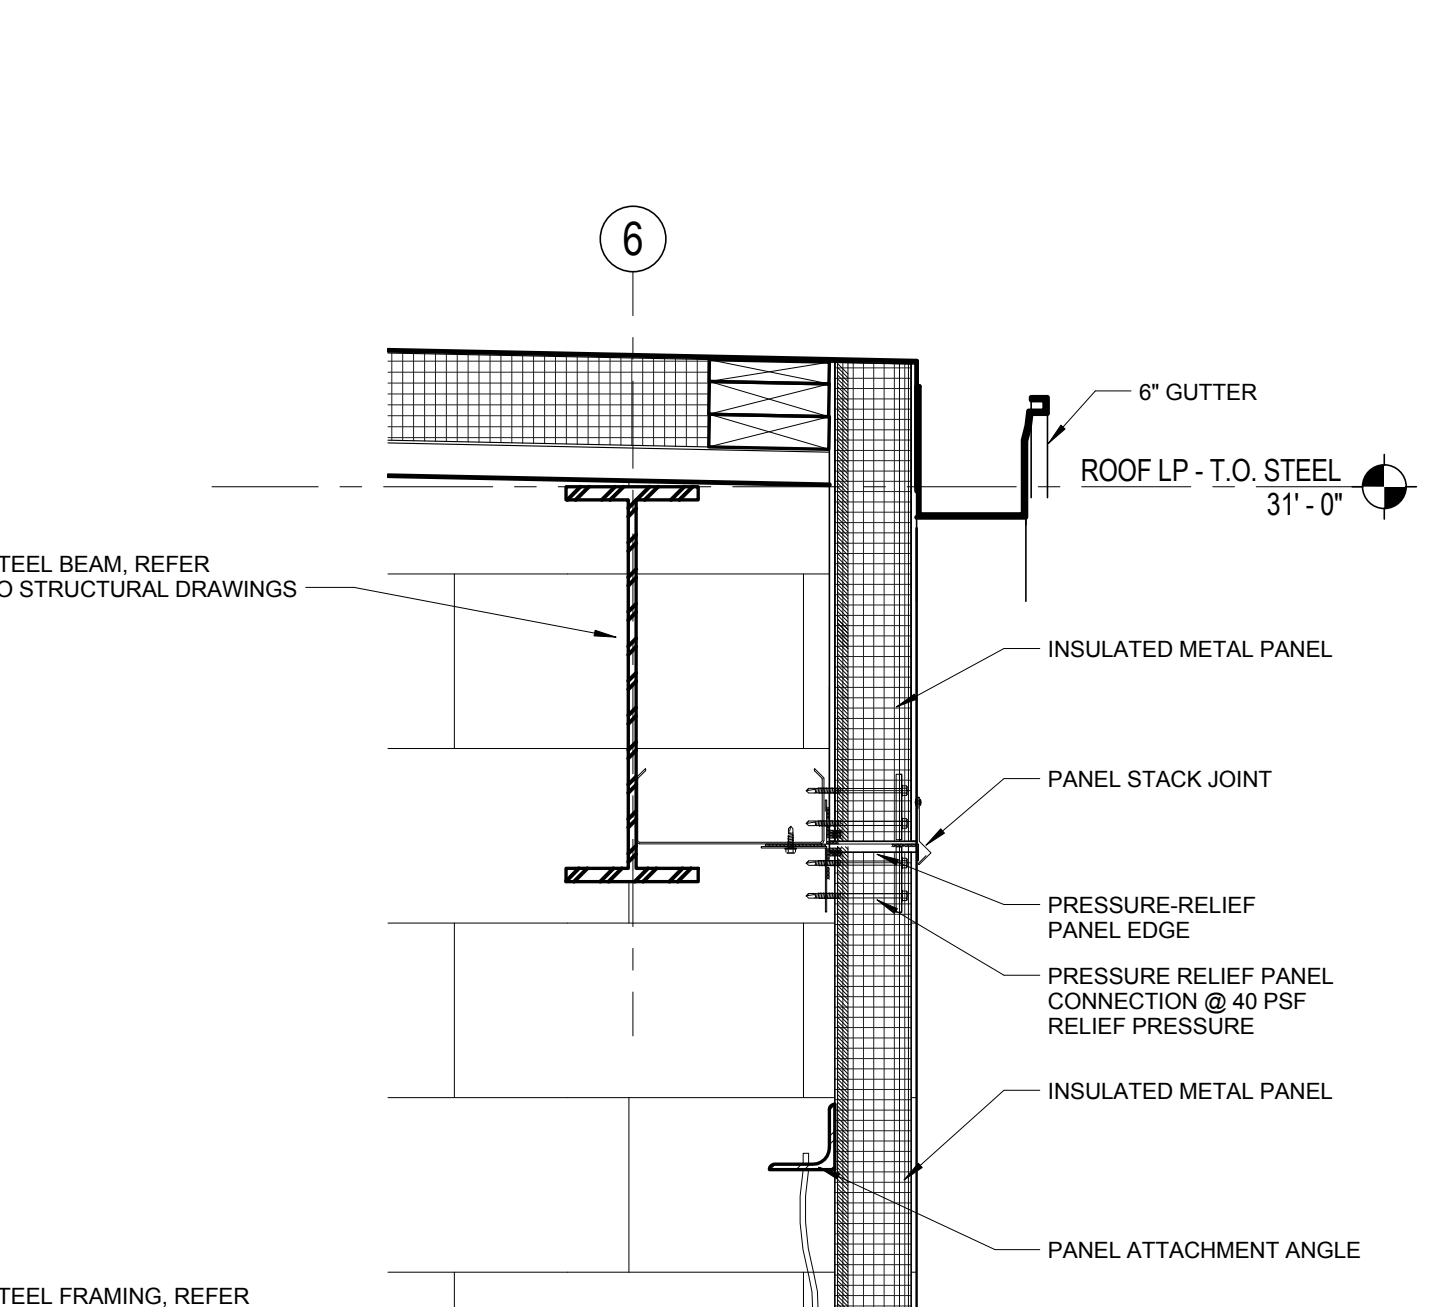 6
6" GUTTER
ROOF LP - T.O. STEEL
31' - 0"
TEEL BEAM, REFER
O STRUCTURAL DRAWINGS
INSULATED METAL PANEL
PANEL STACK JOINT
PRESSURE-RELIEF
PANEL EDGE
PRESSURE RELIEF PANEL
CONNECTION @ 40 PSF
RELIEF PRESSURE
INSULATED METAL PANEL
PANEL ATTACHMENT ANGLE
TEEL FRAMING, REFER